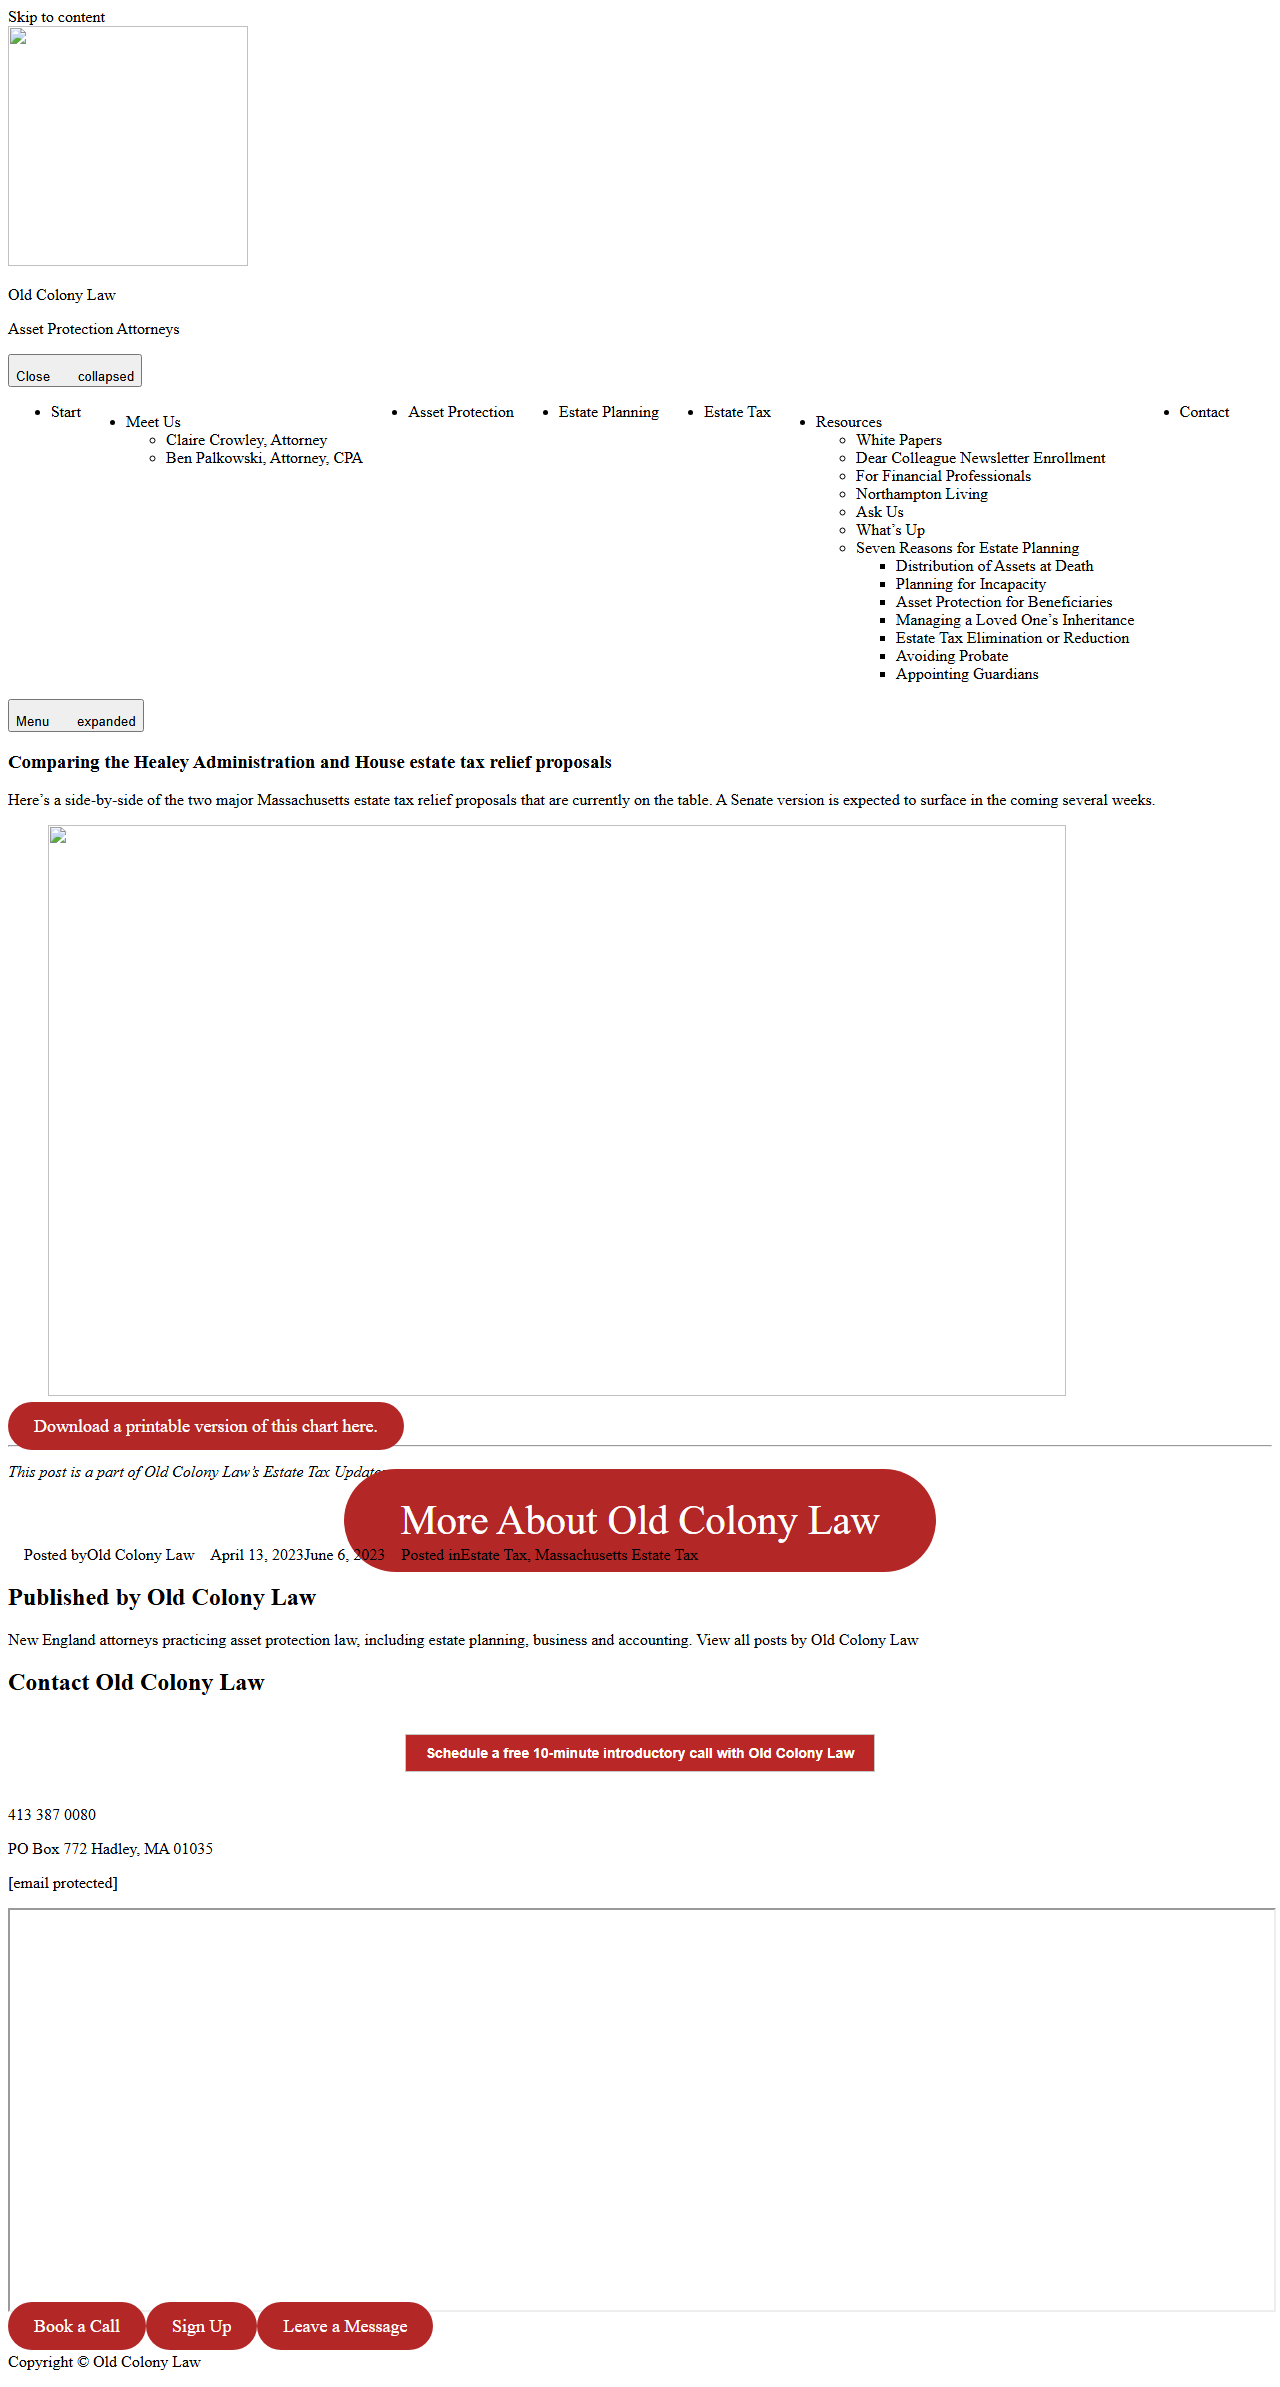 Skip to content
Old Colony Law
Asset Protection Attorneys
Close collapsed
Start
Meet Us
Claire Crowley, Attorney
Ben Palkowski, Attorney, CPA
Asset Protection
Estate Planning
Estate Tax
Resources
White Papers
Dear Colleague Newsletter Enrollment
For Financial Professionals
Northampton Living
Ask Us
What’s Up
Seven Reasons for Estate Planning
Distribution of Assets at Death
Planning for Incapacity
Asset Protection for Beneficiaries
Managing a Loved One’s Inheritance
Estate Tax Elimination or Reduction
Avoiding Probate
Appointing Guardians
Contact
Menu expanded
Comparing the Healey Administration and House estate tax relief proposals
Here’s a side-by-side of the two major Massachusetts estate tax relief proposals that are currently on the table. A Senate version is expected to surface in the coming several weeks.
Download a printable version of this chart here.
This post is a part of Old Colony Law’s Estate Tax Update
More About Old Colony Law
Posted byOld Colony Law April 13, 2023June 6, 2023 Posted inEstate Tax, Massachusetts Estate Tax
Published by Old Colony Law
New England attorneys practicing asset protection law, including estate planning, business and accounting. View all posts by Old Colony Law
Contact Old Colony Law
Schedule a free 10-minute introductory call with Old Colony Law
413 387 0080
PO Box 772 Hadley, MA 01035
[email protected]
Book a Call
Sign Up
Leave a Message
Copyright © Old Colony Law